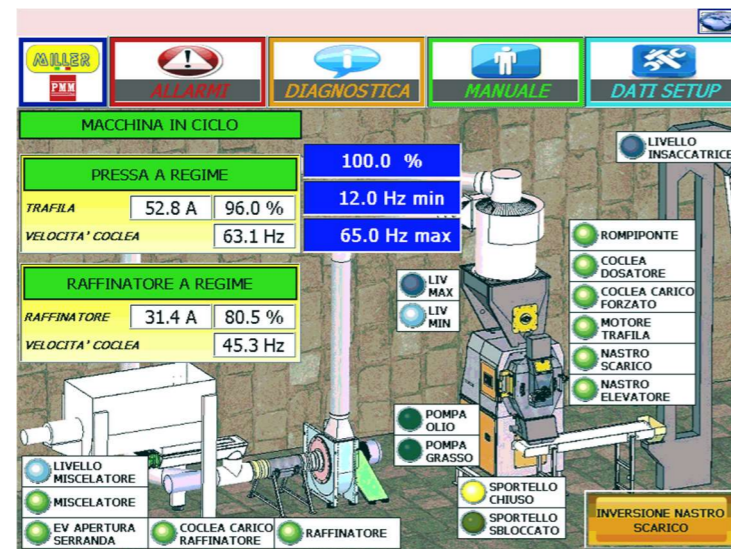 MILLER
PMM
ALLARMI
DIAGNOSTICA
MANUALE
DATI SETUP
MACCHINA IN CICLO
PRESSA A REGIME
TRAFILA 52.8 A 96.0 %
VELOCITA' COCLEA 63.1 Hz
100.0 %
12.0 Hz min
65.0 Hz max
RAFFINATORE A REGIME
RAFFINATORE 31.4 A 80.5 %
VELOCITA' COCLEA 45.3 Hz
LIV
MAX
LIV
MIN
LIVELLO
INSACCATRICE
ROMPIPONTE
COCLEA
DOSATORE
COCLEA CARICO
FORZATO
MOTORE
TRAFILA
NASTRO
SCARICO
NASTRO
ELEVATORE
POMPA
OLIO
POMPA
GRASSO
LIVELLO
MISCELATORE
MISCELATORE
EV APERTURA
SERRANDA
COCLEA CARICO
RAFFINATORE
RAFFINATORE
SPORTELLO
CHIUSO
SPORTELLO
SBLOCCATO
INVERSIONE NASTRO
SCARICO